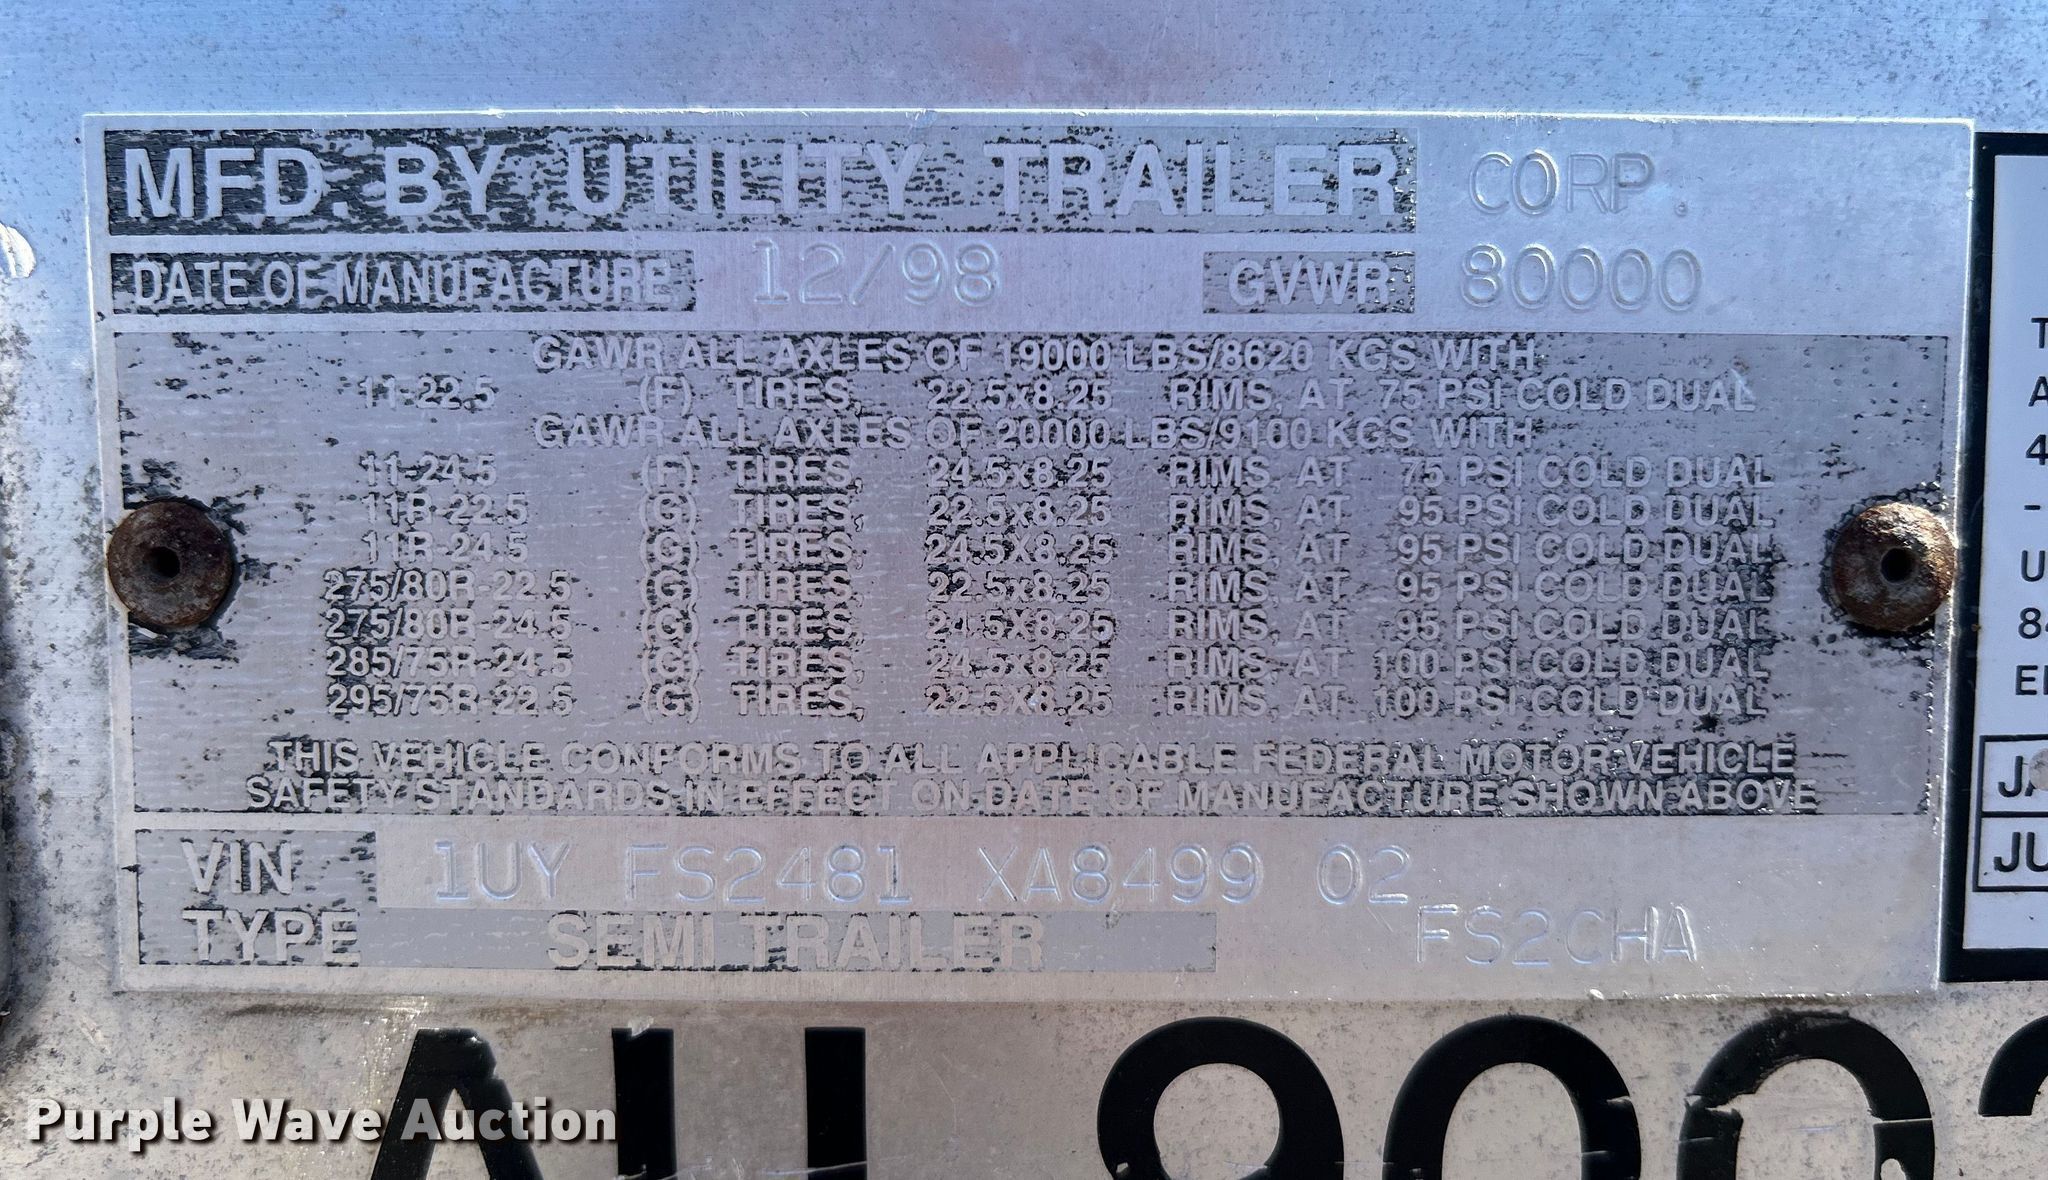 MFD. BY UTILITY TRAILER CORP.
DATE OF MANUFACTURE 12/98 GVWR 80000
GAWR ALL AXLES OF 19000 LBS/8620 KGS WITH
11-22.5 (F) TIRES, 22.5x8.25 RIMS, AT 75 PSI COLD DUAL
GAWR ALL AXLES OF 20000 LBS/9100 KGS WITH
11-24.5 (F) TIRES, 24.5x8.25 RIMS, AT 75 PSI COLD DUAL
11R-22.5 (G) TIRES, 22.5x8.25 RIMS, AT 95 PSI COLD DUAL
11R-24.5 (G) TIRES, 24.5X8.25 RIMS, AT 95 PSI COLD DUAL
275/80R-22.5 (G) TIRES, 22.5x8.25 RIMS, AT 95 PSI COLD DUAL
275/80R-24.5 (G) TIRES, 24.5X8.25 RIMS, AT 95 PSI COLD DUAL
285/75R-24.5 (G) TIRES, 24.5X8.25 RIMS, AT 100 PSI COLD DUAL
295/75R-22.5 (G) TIRES, 22.5X8.25 RIMS, AT 100 PSI COLD DUAL
THIS VEHICLE CONFORMS TO ALL APPLICABLE FEDERAL MOTOR VEHICLE
SAFETY STANDARDS IN EFFECT ON DATE OF MANUFACTURE SHOWN ABOVE
VIN 1UY FS2481 XA8499 02
TYPE SEMI TRAILER FS2CHA
Purple Wave Auction